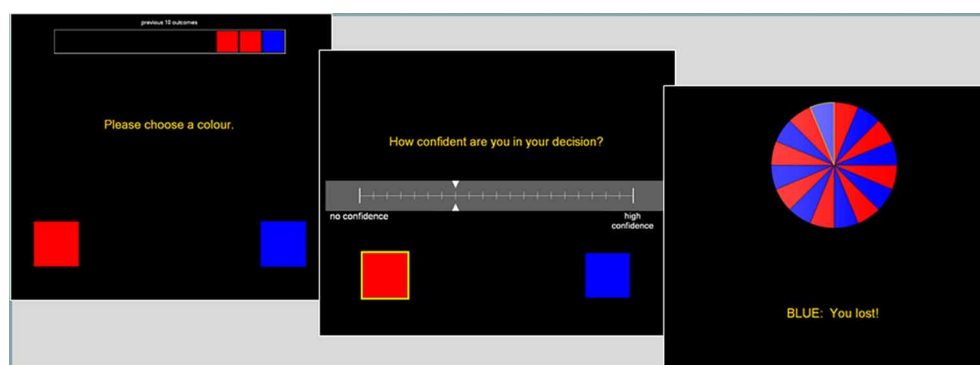 previous 10 outcomes
Please choose a colour.
How confident are you in your decision?
no confidence
high
confidence
BLUE: You lost!